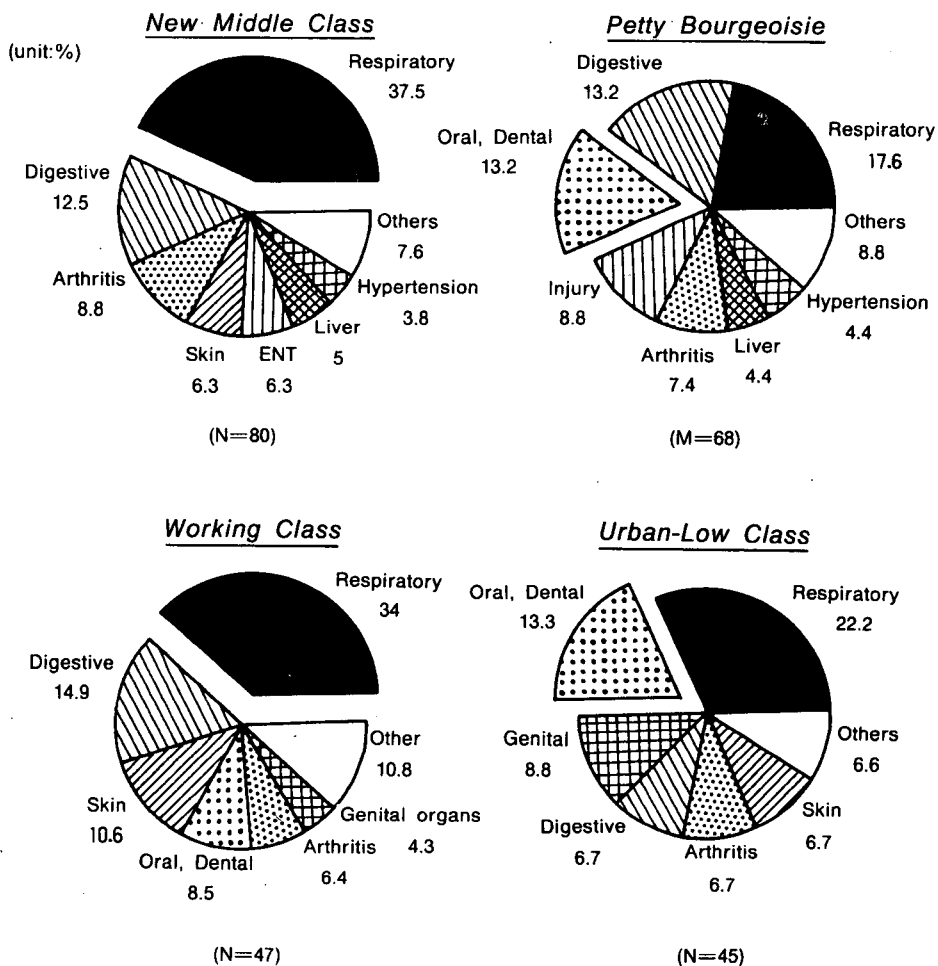 New Middle Class
(unit:%)
Respiratory
37.5
Digestive
12.5
Arthritis
8.8
Skin
6.3
ENT
6.3
Liver
5
Hypertension
3.8
Others
7.6
(N=80)
Petty Bourgeoisie
Digestive
13.2
Oral, Dental
13.2
Respiratory
17.6
Others
8.8
Injury
8.8
Hypertension
4.4
Arthritis
7.4
Liver
4.4
(M=68)
Working Class
Respiratory
34
Digestive
14.9
Other
10.8
Skin
10.6
Genital organs
4.3
Oral, Dental
8.5
Arthritis
6.4
(N=47)
Urban-Low Class
Oral, Dental
13.3
Respiratory
22.2
Genital
8.8
Others
6.6
Digestive
6.7
Skin
6.7
Arthritis
6.7
(N=45)